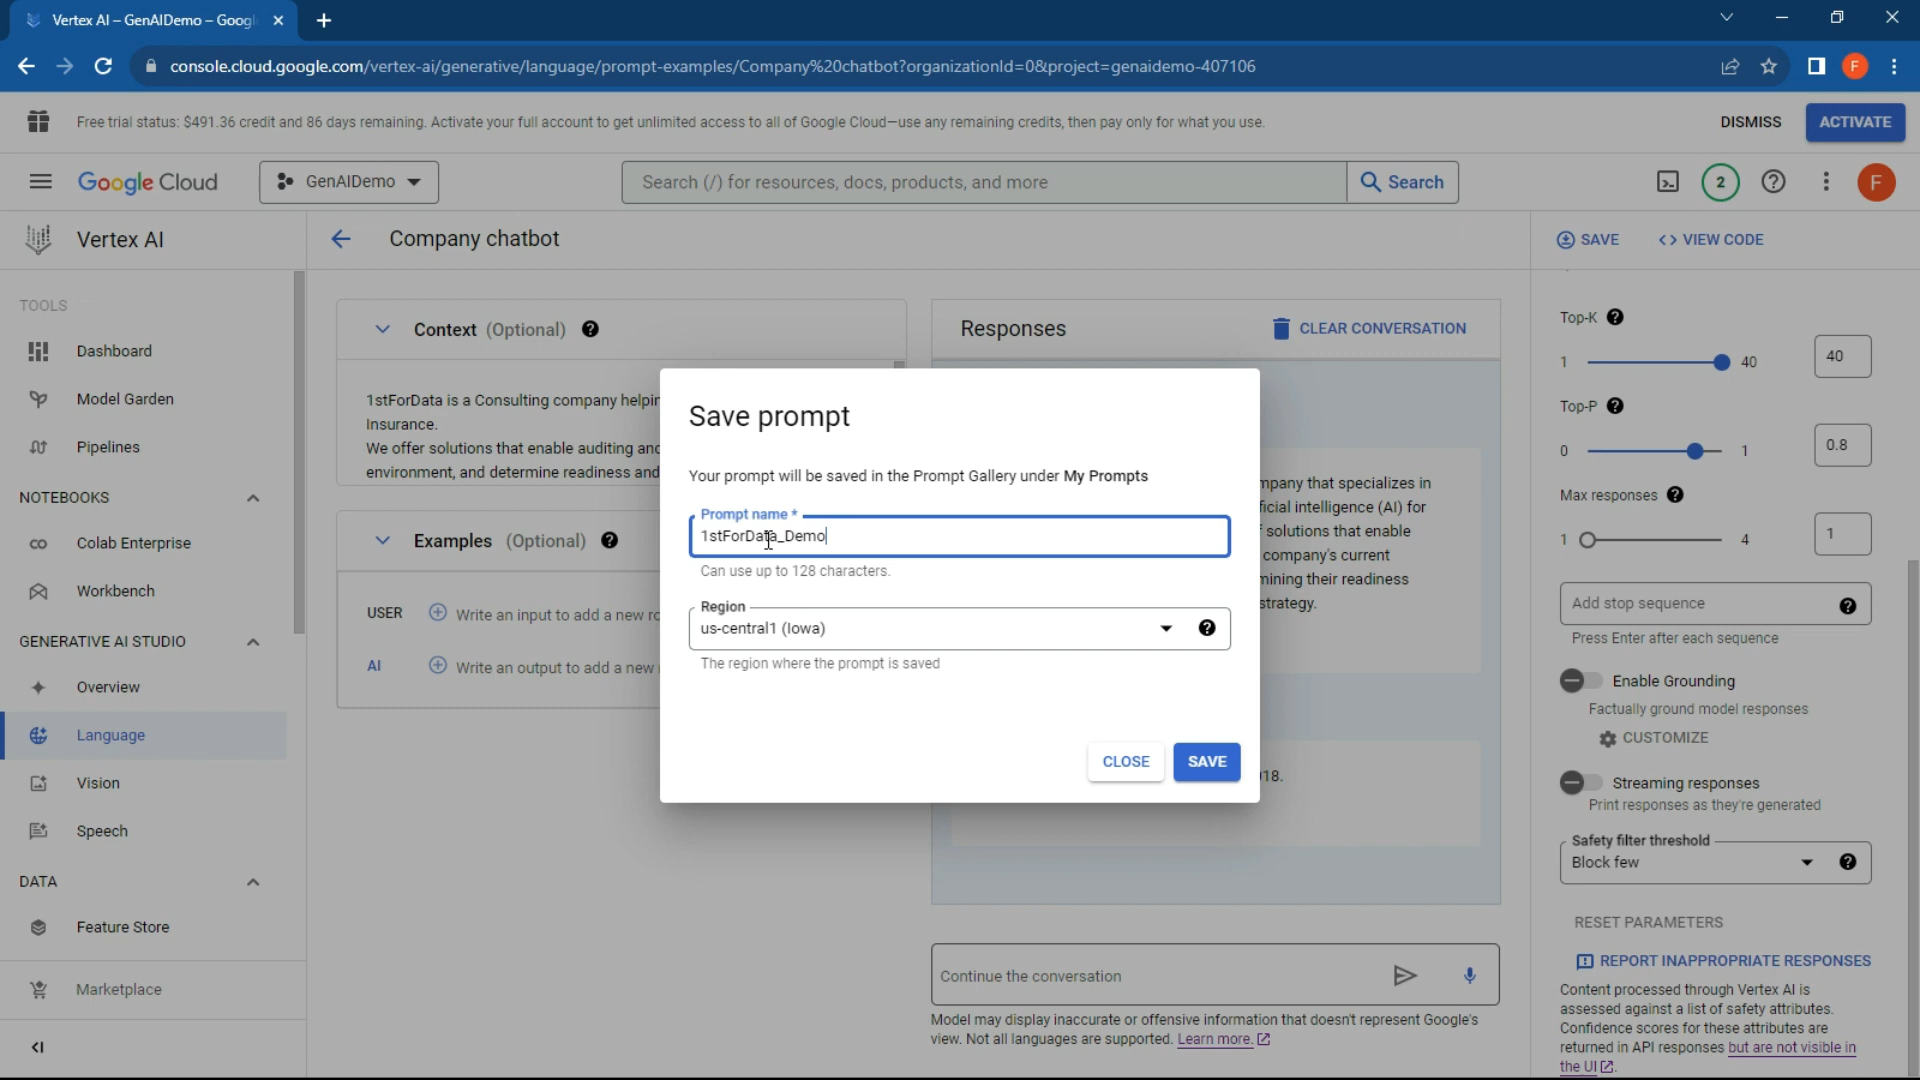 Vertex AI – GenAIDemo – Googl
console.cloud.google.com/vertex-ai/generative/language/prompt-examples/Company%20chatbot?organizationId=0&project=genaidemo-407106
F
Free trial status: $491.36 credit and 86 days remaining. Activate your full account to get unlimited access to all of Google Cloud—use any remaining credits, then pay only for what you use.
DISMISS
ACTIVATE
Google Cloud
GenAIDemo
Search (/) for resources, docs, products, and more
Search
2
F
Vertex AI
Company chatbot
SAVE
<> VIEW CODE
TOOLS
Dashboard
Model Garden
Pipelines
NOTEBOOKS
Colab Enterprise
Workbench
GENERATIVE AI STUDIO
Overview
Language
Vision
Speech
DATA
Feature Store
Marketplace
Context (Optional)
1stForData is a Consulting company helpin
Insurance.
We offer solutions that enable auditing and
environment, and determine readiness and
Examples (Optional)
USER
Write an input to add a new ro
AI
Write an output to add a new
Responses
CLEAR CONVERSATION
mpany that specializes in
ficial intelligence (AI) for
f solutions that enable
company's current
mining their readiness
strategy.
18.
Continue the conversation
Model may display inaccurate or offensive information that doesn't represent Google's
view. Not all languages are supported. Learn more.
Save prompt
Your prompt will be saved in the Prompt Gallery under My Prompts
Prompt name *
1stForData_Demo
Can use up to 128 characters.
Region
us-central1 (Iowa)
The region where the prompt is saved
CLOSE
SAVE
Top-K
1
40
40
Top-P
0
1
0.8
Max responses
1
4
1
Add stop sequence
Press Enter after each sequence
Enable Grounding
Factually ground model responses
CUSTOMIZE
Streaming responses
Print responses as they're generated
Safety filter threshold
Block few
RESET PARAMETERS
REPORT INAPPROPRIATE RESPONSES
Content processed through Vertex AI is
assessed against a list of safety attributes.
Confidence scores for these attributes are
returned in API responses but are not visible in
the UI.